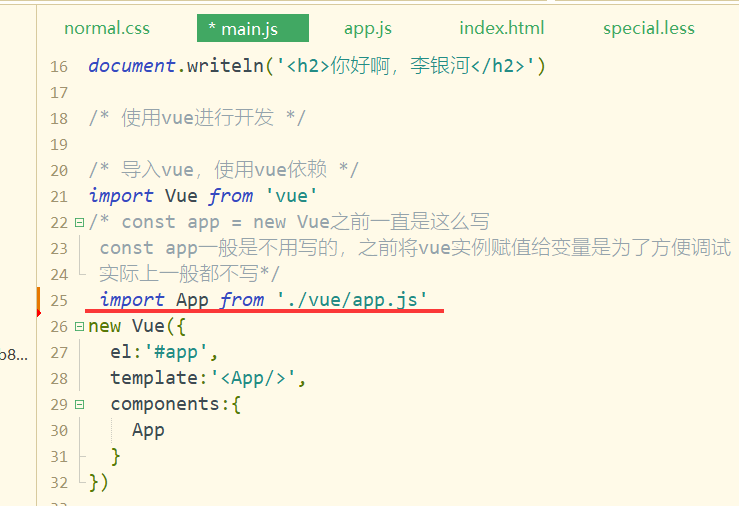 normal.css * main.js app.js index.html special.less
16 document.writeln('<h2>你好啊，李银河</h2>')
17
18 /* 使用vue进行开发 */
19
20 /* 导入vue，使用vue依赖 */
21 import Vue from 'vue'
22 /* const app = new Vue之前一直是这么写
23 const app一般是不用写的，之前将vue实例赋值给变量是为了方便调试
24 实际上一般都不写*/
25 import App from './vue/app.js'
26 new Vue({
b8...
27 el:'#app',
28 template:'<App/>',
29 components:{
30 App
31 }
32 })